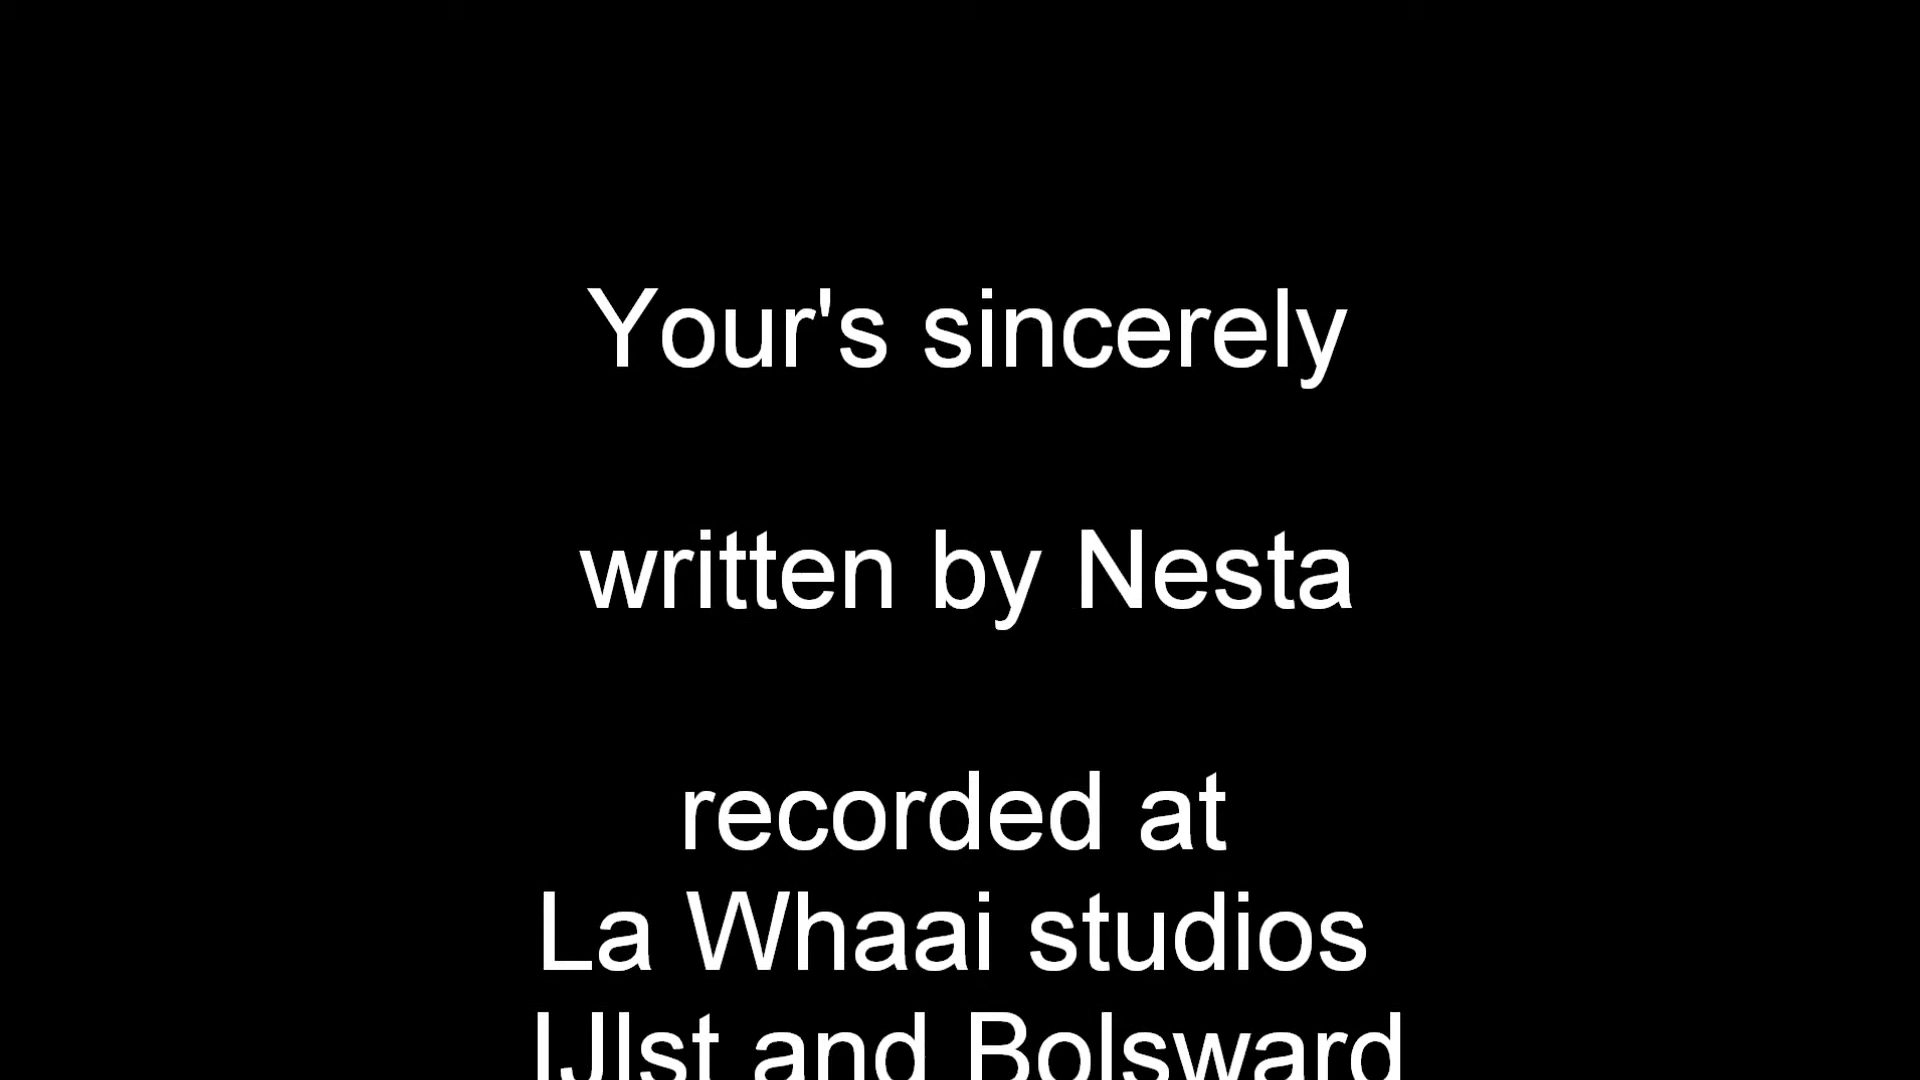 Your's sincerely
written by Nesta
recorded at
La Whaai studios
IJlst and Bolsward